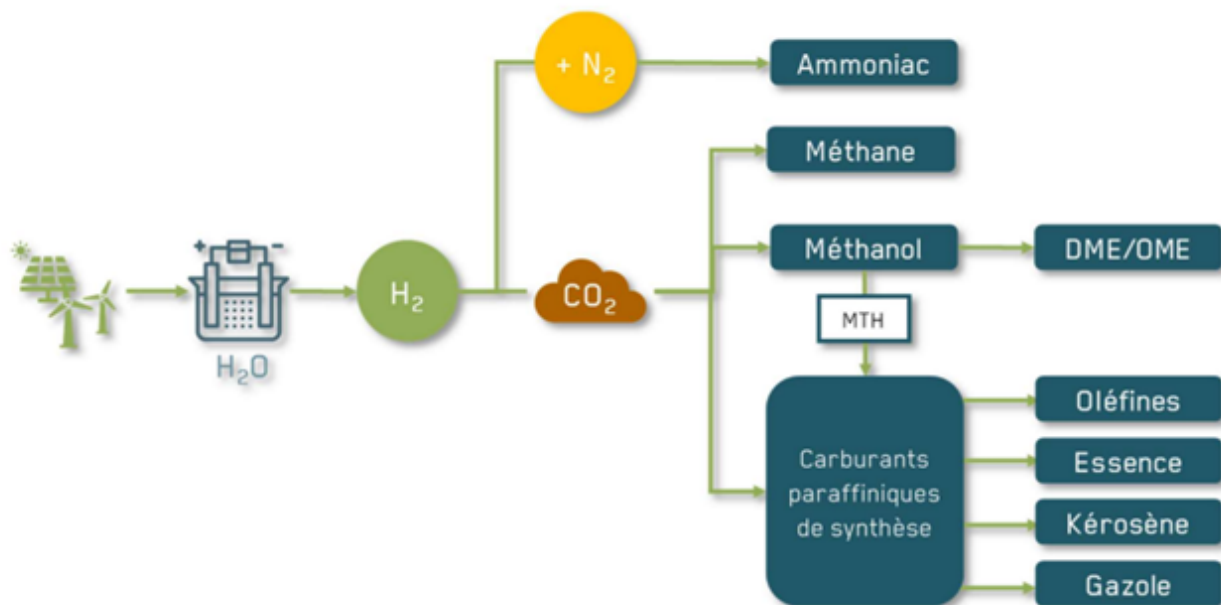 + N₂
Ammoniac
Méthane
Méthanol
DME/OME
+ −
H₂
CO₂
H₂O
MTH
Carburants
paraffiniques
de synthèse
Oléfines
Essence
Kérosène
Gazole